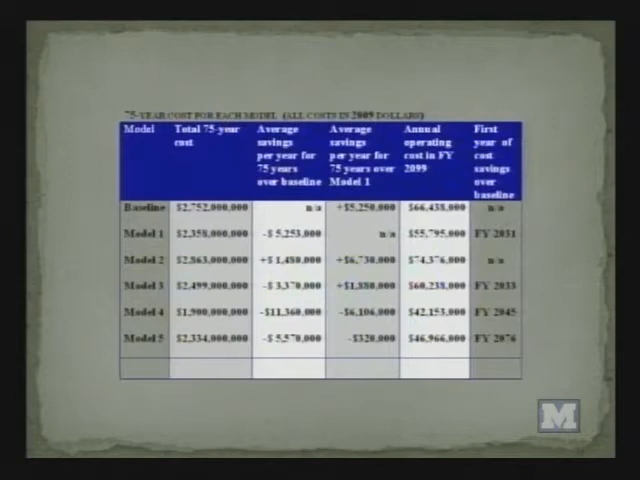 75-YEAR COST FOR EACH MODEL (ALL COSTS IN 2009 DOLLARS)
Model Total 75-year cost Average savings per year for 75 years over baseline Average savings per year for 75 years over Model 1 Annual operating cost in FY 2099 First year of cost savings over baseline
Baseline $2,752,000,000 n/a +$5,250,000 $66,438,000 n/a
Model 1 $2,358,000,000 -$ 5,253,000 n/a $55,795,000 FY 2031
Model 2 $2,863,000,000 +$ 1,480,000 +$6,730,000 $74,376,000 n/a
Model 3 $2,499,000,000 -$ 3,370,000 +$1,880,000 $60,238,000 FY 2033
Model 4 $1,900,000,000 -$11,360,000 -$6,106,000 $42,153,000 FY 2045
Model 5 $2,334,000,000 -$ 5,570,000 -$320,000 $46,966,000 FY 2076
M